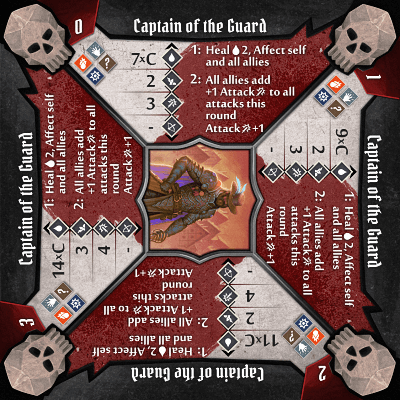 0
Captain of the Guard
?
7×C
2
3
-
1: Heal 2, Affect self
and all allies
2: All allies add
+1 Attack to all
attacks this
round
Attack +1
1
Captain of the Guard
?
9×C
2
3
-
1: Heal 2, Affect self
and all allies
2: All allies add
+1 Attack to all
attacks this
round
Attack +1
2
Captain of the Guard
?
11×C
2
4
-
1: Heal 2, Affect self
and all allies
2: All allies add
+1 Attack to all
attacks this
round
Attack +1
3
Captain of the Guard
?
14×C
3
4
-
1: Heal 2, Affect self
and all allies
2: All allies add
+1 Attack to all
attacks this
round
Attack +1